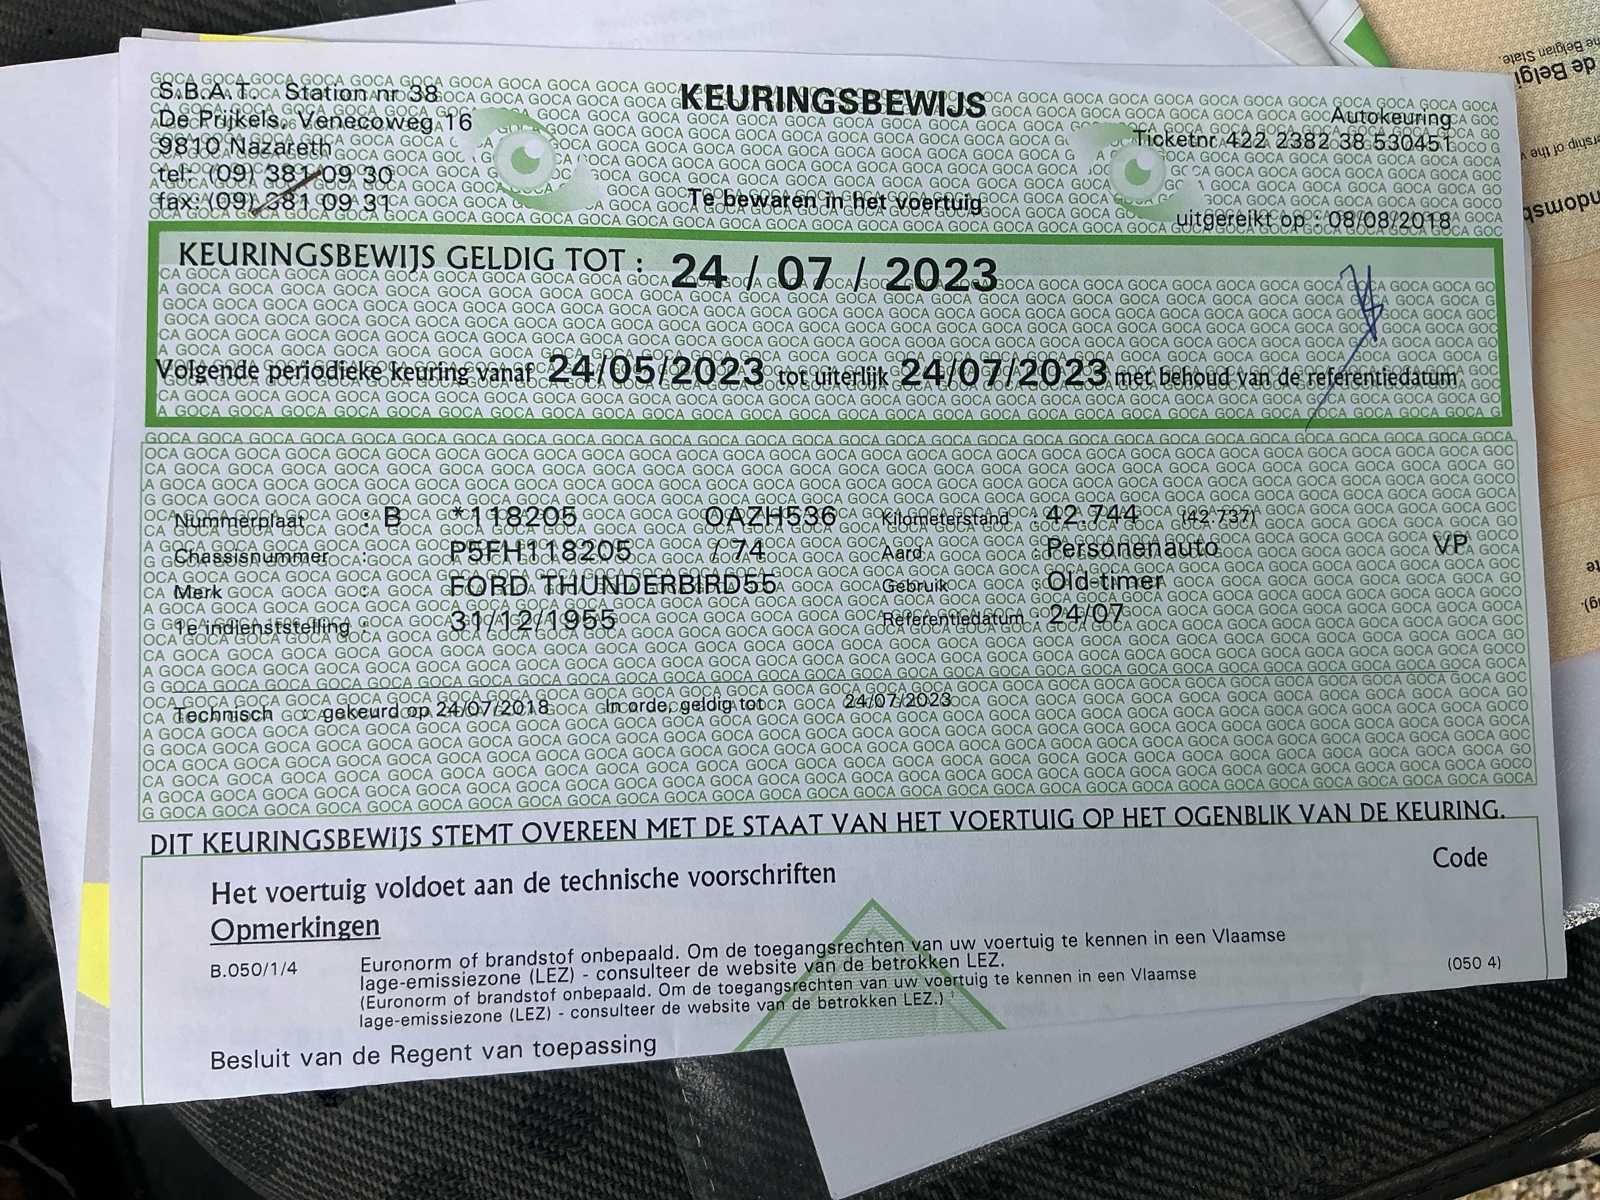 S.B.A.T. Station nr 38
De Prijkels, Venecoweg 16
9810 Nazareth
tel: (09) 381 09 30
fax: (09) 381 09 31
KEURINGSBEWIJS
Te bewaren in het voertuig
Autokeuring
Ticketnr 422 2382 38 530451
uitgereikt op : 08/08/2018
KEURINGSBEWIJS GELDIG TOT : 24 / 07 / 2023
Volgende periodieke keuring vanaf 24/05/2023 tot uiterlijk 24/07/2023 met behoud van de referentiedatum
Nummerplaat : B *118205 OAZH536 Kilometerstand : 42.744 (42.737)
Chassisnummer : P5FH118205 / 74 Aard : Personenauto VP
Merk : FORD THUNDERBIRD55 Gebruik : Old-timer
1e indienststelling : 31/12/1955 Referentiedatum : 24/07
Technisch : gekeurd op 24/07/2018 In orde, geldig tot : 24/07/2023
DIT KEURINGSBEWIJS STEMT OVEREEN MET DE STAAT VAN HET VOERTUIG OP HET OGENBLIK VAN DE KEURING.
Het voertuig voldoet aan de technische voorschriften
Code
Opmerkingen
B.050/1/4 Euronorm of brandstof onbepaald. Om de toegangsrechten van uw voertuig te kennen in een Vlaamse
lage-emissiezone (LEZ) - consulteer de website van de betrokken LEZ.
(Euronorm of brandstof onbepaald. Om de toegangsrechten van uw voertuig te kennen in een Vlaamse
lage-emissiezone (LEZ) - consulteer de website van de betrokken LEZ.)
(050 4)
Besluit van de Regent van toepassing
he Belgian State
de Belgi